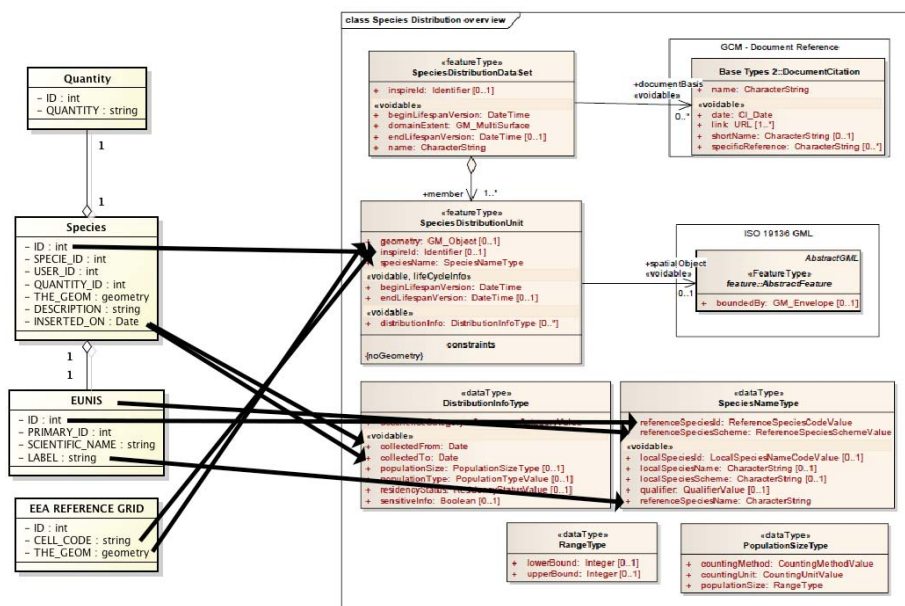 class Species Distribution overview
Quantity
- ID : int
- QUANTITY : string
1
1
Species
- ID : int
- SPECIE_ID : int
- USER_ID : int
- QUANTITY_ID : int
- THE_GEOM : geometry
- DESCRIPTION : string
- INSERTED_ON : Date
1
1
EUNIS
- ID : int
- PRIMARY_ID : int
- SCIENTIFIC_NAME : string
- LABEL : string
EEA REFERENCE GRID
- ID : int
- CELL_CODE : string
- THE_GEOM : geometry
«featureType»
SpeciesDistributionDataSet
+ inspireId: Identifier [0..1]
«voidable»
+ beginLifespanVersion: DateTime
+ domainExtent: GM_MultiSurface
+ endLifespanVersion: DateTime [0..1]
+ name: CharacterString
+documentBasis
«voidable»
0..*
GCM - Document Reference
Base Types 2::DocumentCitation
+ name: CharacterString
«voidable»
+ date: CI_Date
+ link: URL [1..*]
+ shortName: CharacterString [0..1]
+ specificReference: CharacterString [0..*]
+member
1..*
«featureType»
SpeciesDistributionUnit
+ geometry: GM_Object [0..1]
+ inspireId: Identifier [0..1]
+ speciesName: SpeciesNameType
«voidable, lifeCycleInfo»
+ beginLifespanVersion: DateTime
+ endLifespanVersion: DateTime [0..1]
«voidable»
+ distributionInfo: DistributionInfoType [0..*]
constraints
{noGeometry}
+spatialObject
«voidable»
0..1
ISO 19136 GML
AbstractGML
«FeatureType»
feature::AbstractFeature
+ boundedBy: GM_Envelope [0..1]
«dataType»
DistributionInfoType
«voidable»
+ collectedFrom: Date
+ collectedTo: Date
+ populationSize: PopulationSizeType [0..1]
+ populationType: PopulationTypeValue [0..1]
+ residencyStatus: ResidencyStatusValue [0..1]
+ sensitiveInfo: Boolean [0..1]
«dataType»
SpeciesNameType
+ referenceSpeciesId: ReferenceSpeciesCodeValue
referenceSpeciesScheme: ReferenceSpeciesSchemeValue
«voidable»
+ localSpeciesId: LocalSpeciesNameCodeValue [0..1]
+ localSpeciesName: CharacterString [0..1]
+ localSpeciesScheme: CharacterString [0..1]
+ qualifier: QualifierValue [0..1]
+ referenceSpeciesName: CharacterString
«dataType»
RangeType
+ lowerBound: Integer [0..1]
+ upperBound: Integer [0..1]
«dataType»
PopulationSizeType
+ countingMethod: CountingMethodValue
+ countingUnit: CountingUnitValue
+ populationSize: RangeType